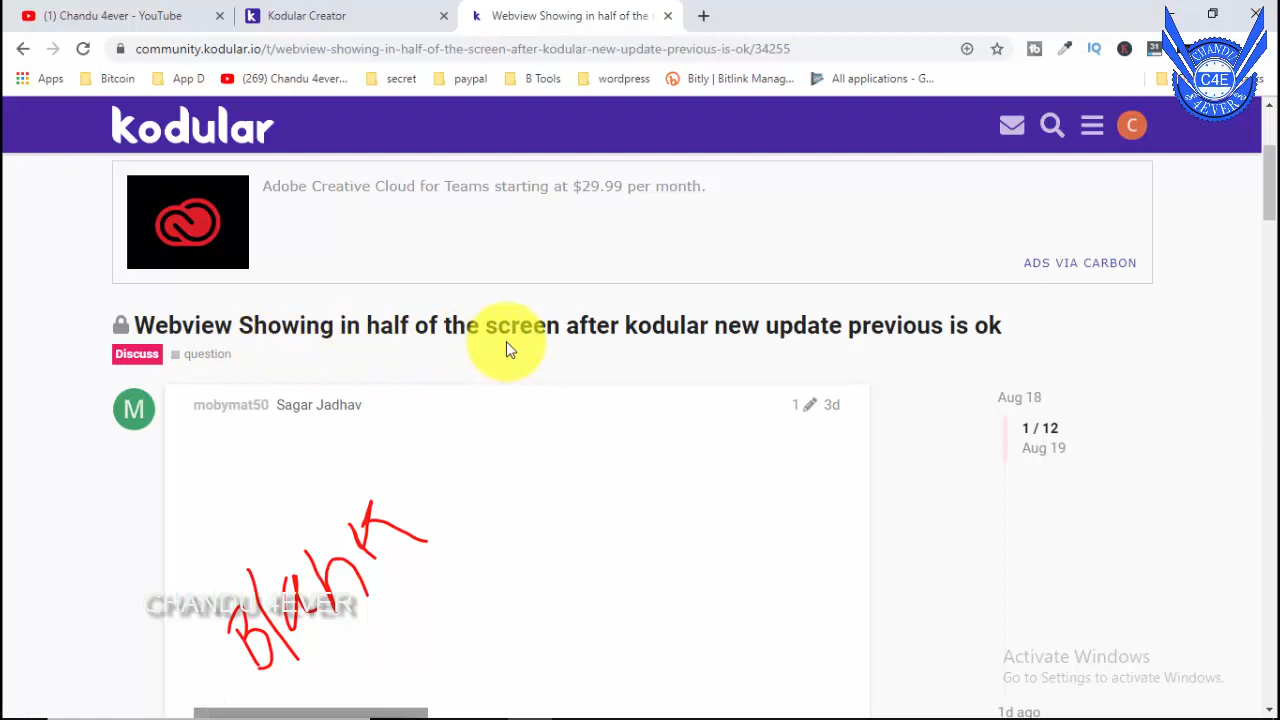 (1) Chandu 4ever - YouTube
Kodular Creator
Webview Showing in half of the
community.kodular.io/t/webview-showing-in-half-of-the-screen-after-kodular-new-update-previous-is-ok/34255
Apps
Bitcoin
App D
(269) Chandu 4ever...
secret
paypal
B Tools
wordpress
Bitly | Bitlink Manag...
All applications - G...
CHANDU
C4E
4EVER
kodular
C
Adobe Creative Cloud for Teams starting at $29.99 per month.
ADS VIA CARBON
Webview Showing in half of the screen after kodular new update previous is ok
Discuss
question
M
mobymat50 Sagar Jadhav
1
3d
Aug 18
1 / 12
Aug 19
Blank
CHANDU 4EVER
Activate Windows
Go to Settings to activate Windows.
1d ago